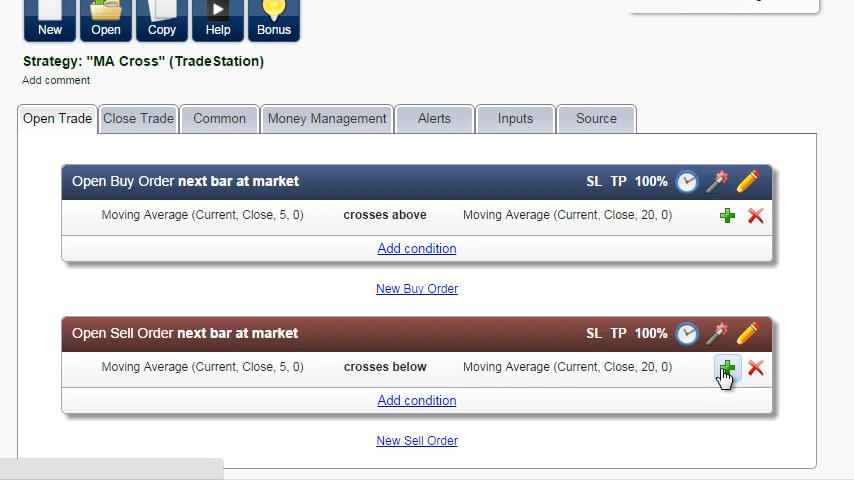 New Open Copy Help Bonus
Strategy: "MA Cross" (TradeStation)
Add comment
Open Trade Close Trade Common Money Management Alerts Inputs Source
Open Buy Order next bar at market SL TP 100%
Moving Average (Current, Close, 5, 0) crosses above Moving Average (Current, Close, 20, 0)
Add condition
New Buy Order
Open Sell Order next bar at market SL TP 100%
Moving Average (Current, Close, 5, 0) crosses below Moving Average (Current, Close, 20, 0)
Add condition
New Sell Order